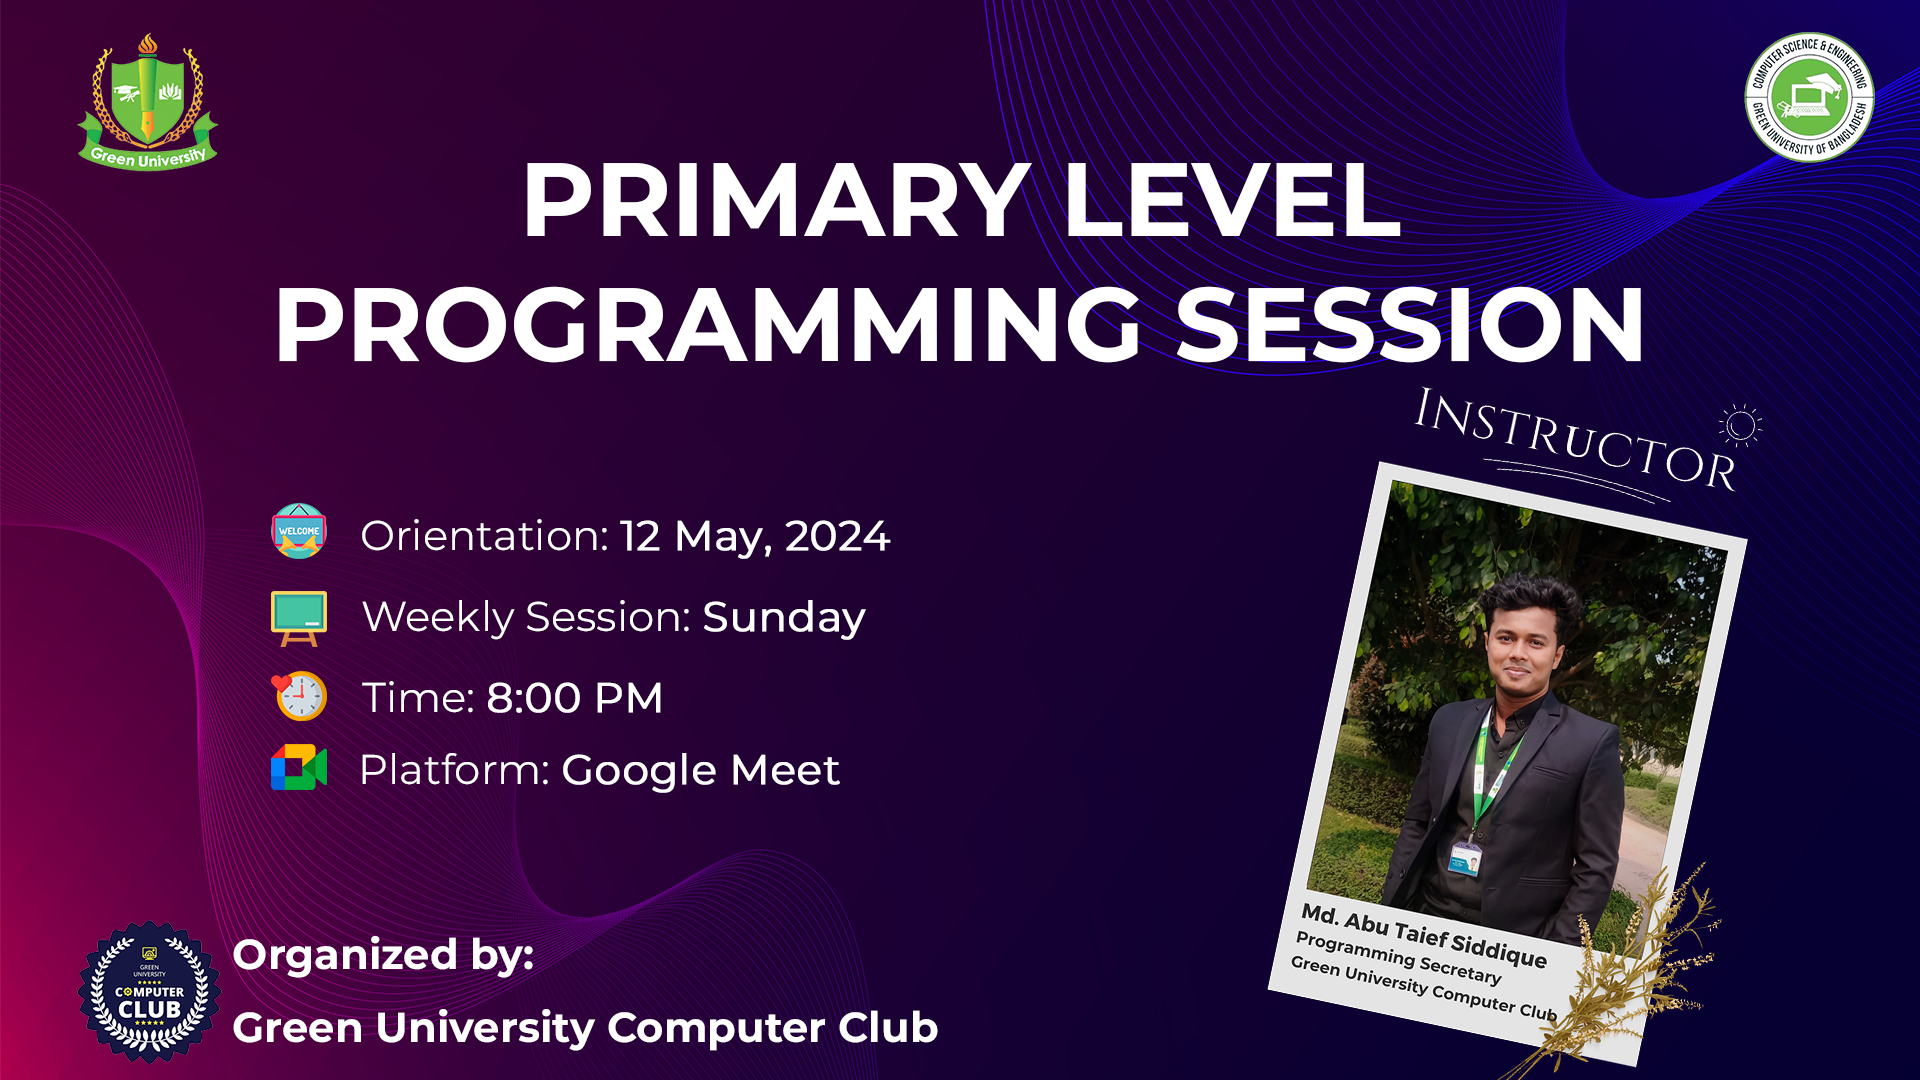 Green University
COMPUTER SCIENCE & ENGINEERING
GREEN UNIVERSITY OF BANGLADESH
PRIMARY LEVEL
PROGRAMMING SESSION
INSTRUCTOR
WELCOME
Orientation: 12 May, 2024
Weekly Session: Sunday
Time: 8:00 PM
Platform: Google Meet
Md. Abu Taief Siddique
Programming Secretary
Green University Computer Club
GREEN
UNIVERSITY
COMPUTER
CLUB
Organized by:
Green University Computer Club